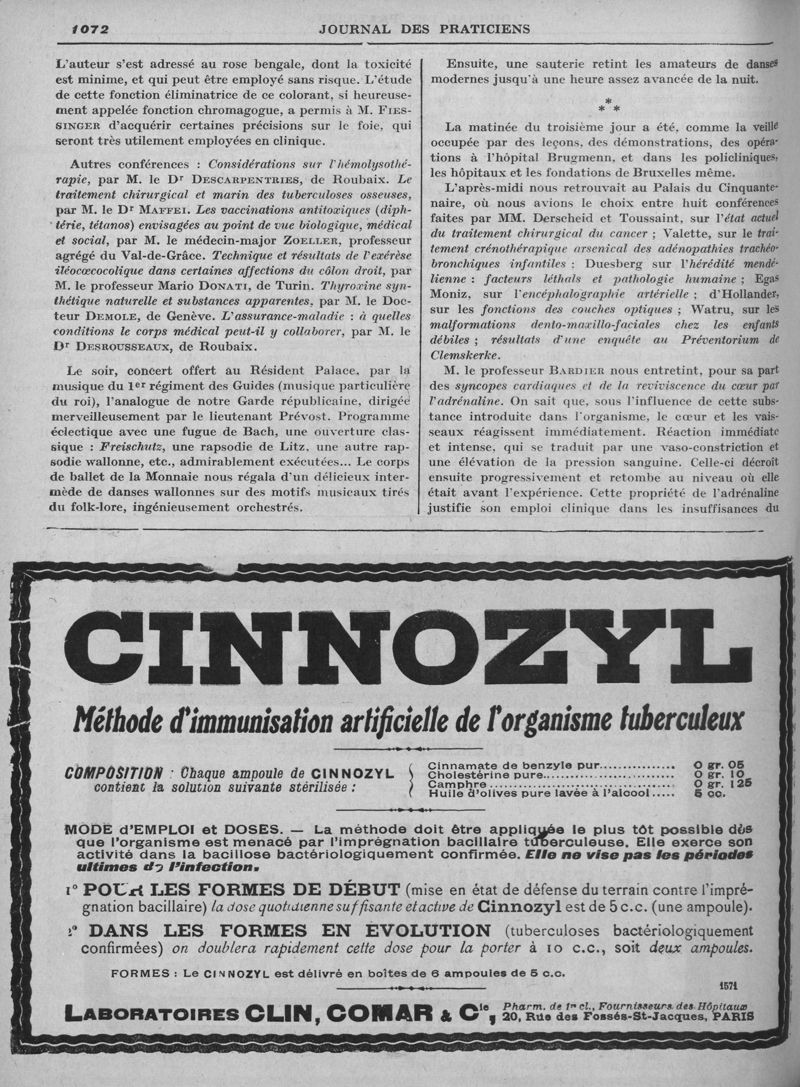 1072
JOURNAL DES PRATICIENS
L'auteur s'est adressé au rose bengale, dont la toxicité
est minime, et qui peut être employé sans risque. L'étude
de cette fonction éliminatrice de ce colorant, si heureuse-
ment appelée fonction chromagogue, a permis à M. FIES-
SINGER d'acquérir certaines précisions sur le foie, qui
seront très utilement employées en clinique.
Autres conférences : Considérations sur l'hémolysothé-
rapie, par M. le Dr DESCARPENTRIES, de Roubaix. Le
traitement chirurgical et marin des tuberculoses osseuses,
par M. le Dr MAFFEI. Les vaccinations antitoxiques (diph-
térie, tétanos) envisagées au point de vue biologique, médical
et social, par M. le médecin-major ZOELLER, professeur
agrégé du Val-de-Grâce. Technique et résultats de l'exérèse
iléocœcocolique dans certaines affections du côlon droit, par
M. le professeur Mario DONATI, de Turin. Thyroxine syn-
thétique naturelle et substances apparentes, par M. le Doc-
teur DEMOLE, de Genève. L'assurance-maladie : à quelles
conditions le corps médical peut-il y collaborer, par M. le
Dr DESROUSSEAUX, de Roubaix.
Le soir, concert offert au Résident Palace, par la
musique du 1er régiment des Guides (musique particulière
du roi), l'analogue de notre Garde républicaine, dirigée
merveilleusement par le lieutenant Prévost. Programme
éclectique avec une fugue de Bach, une ouverture clas-
sique : Freischutz, une rapsodie de Litz, une autre rap-
sodie wallonne, etc., admirablement exécutées... Le corps
de ballet de la Monnaie nous régala d'un délicieux inter-
mède de danses wallonnes sur des motifs musicaux tirés
du folk-lore, ingénieusement orchestrés.
Ensuite, une sauterie retint les amateurs de danses
modernes jusqu'à une heure assez avancée de la nuit.
*
* *
La matinée du troisième jour a été, comme la veille
occupée par des leçons, des démonstrations, des opéra-
tions à l'hôpital Brugmenn, et dans les policliniques,
les hôpitaux et les fondations de Bruxelles même.
L'après-midi nous retrouvait au Palais du Cinquante-
naire, où nous avions le choix entre huit conférences
faites par MM. Derscheid et Toussaint, sur l'état actuel
du traitement chirurgical du cancer ; Valette, sur le trai-
tement crénothérapique arsenical des adénopathies trachéo-
bronchiques infantiles : Duesberg sur l'hérédité mendé-
lienne : facteurs léthals et pathologie humaine ; Egas
Moniz, sur l'encéphalographie artérielle ; d'Hollander,
sur les fonctions des couches optiques ; Watru, sur les
malformations dento-maxillo-faciales chez les enfants
débiles ; résultats d'une enquête au Préventorium de
Clemskerke.
M. le professeur BARDIER nous entretint, pour sa part
des syncopes cardiaques et de la reviviscence du cœur par
l'adrénaline. On sait que, sous l'influence de cette subs-
tance introduite dans l'organisme, le cœur et les vais-
seaux réagissent immédiatement. Réaction immédiate
et intense, qui se traduit par une vaso-constriction et
une élévation de la pression sanguine. Celle-ci décroît
ensuite progressivement et retombe au niveau où elle
était avant l'expérience. Cette propriété de l'adrénaline
justifie son emploi clinique dans les insuffisances du
CINNOZYL
Méthode d'immunisation artificielle de l'organisme tuberculeux
COMPOSITION : Chaque ampoule de CINNOZYL
contient la solution suivante stérilisée :
Cinnamate de benzyle pur............... 0 gr. 05
Cholestérine pure............................ 0 gr. 10
Camphre....................................... 0 gr. 125
Huile d'olives pure lavée à l'alcool..... 5 cc.
MODE d'EMPLOI et DOSES. — La méthode doit être appliquée le plus tôt possible dès
que l'organisme est menacé par l'imprégnation bacillaire tuberculeuse. Elle exerce son
activité dans la bacillose bactériologiquement confirmée. Elle ne vise pas les périodes
ultimes de l'infection.
1° POUR LES FORMES DE DÉBUT (mise en état de défense du terrain contre l'impré-
gnation bacillaire) la dose quotidienne suffisante et active de Cinnozyl est de 5 c.c. (une ampoule).
2° DANS LES FORMES EN ÉVOLUTION (tuberculoses bactériologiquement
confirmées) on doublera rapidement cette dose pour la porter à 10 c.c., soit deux ampoules.
FORMES : Le CINNOZYL est délivré en boîtes de 6 ampoules de 5 c.c.
1571
LABORATOIRES CLIN, COMAR & Cie, Pharm. de 1re cl., Fournisseurs des Hôpitaux
20, Rue des Fossés-St-Jacques, PARIS